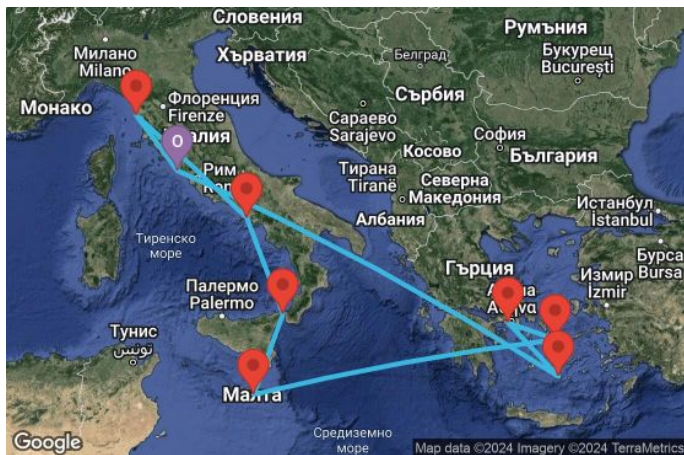 Словения
Slovenija
Румъния
Милано
Milano
Хърватия
Белград
Букурещ
București
Монако
Флоренция
Firenze
Италия
O
Сараево
Sarajevo
Сърбия
Рим
Косово
София
България
Тирана
Tiranë
Северна
Македония
Албания
Истанбул
İstanbul
Тиренско
море
Гърция
Бурса
Bursa
Измир
İzmir
Палермо
Palermo
Тунис
تونس
Малта
Средиземно
море
Google
Map data ©2024 Imagery ©2024 TerraMetrics